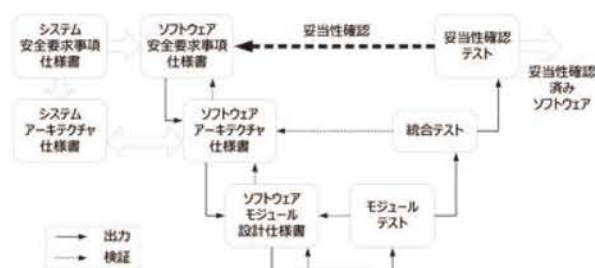 システム
安全要求事項
仕様書
ソフトウェア
安全要求事項
仕様書
妥当性確認
妥当性確認
テスト
妥当性確認
済み
ソフトウェア
システム
アーキテクチャ
仕様書
ソフトウェア
アーキテクチャ
仕様書
統合テスト
ソフトウェア
モジュール
設計仕様書
モジュール
テスト
出力
検証